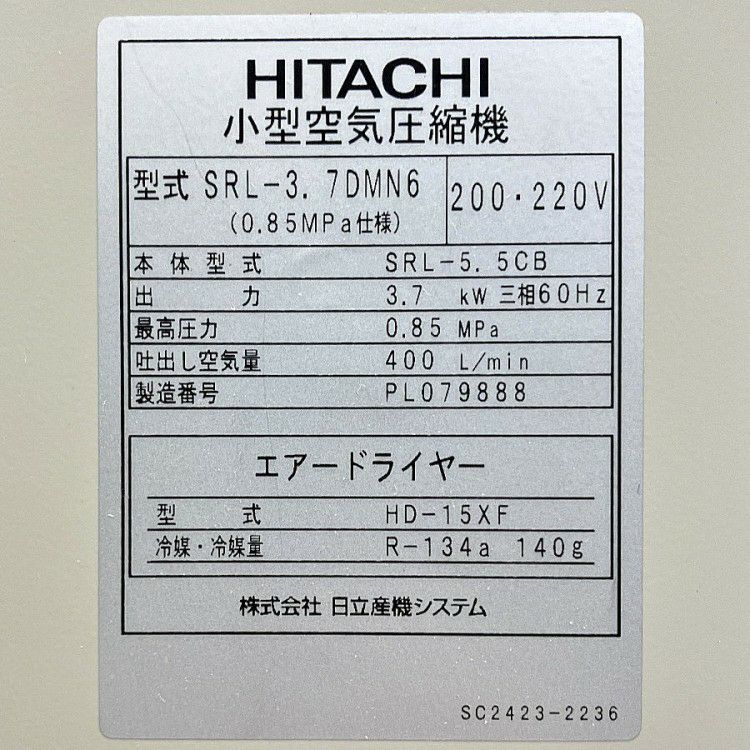 HITACHI
小型空気圧縮機
型式 SRL-3.7DMN6 200・220V
(0.85MPa仕様)
本体型式 SRL-5.5CB
出力 3.7 kW 三相60Hz
最高圧力 0.85 MPa
吐出し空気量 400 L/min
製造番号 PL079888
エアードライヤー
型式 HD-15XF
冷媒・冷媒量 R-134a 140g
株式会社 日立産機システム
SC2423-2236